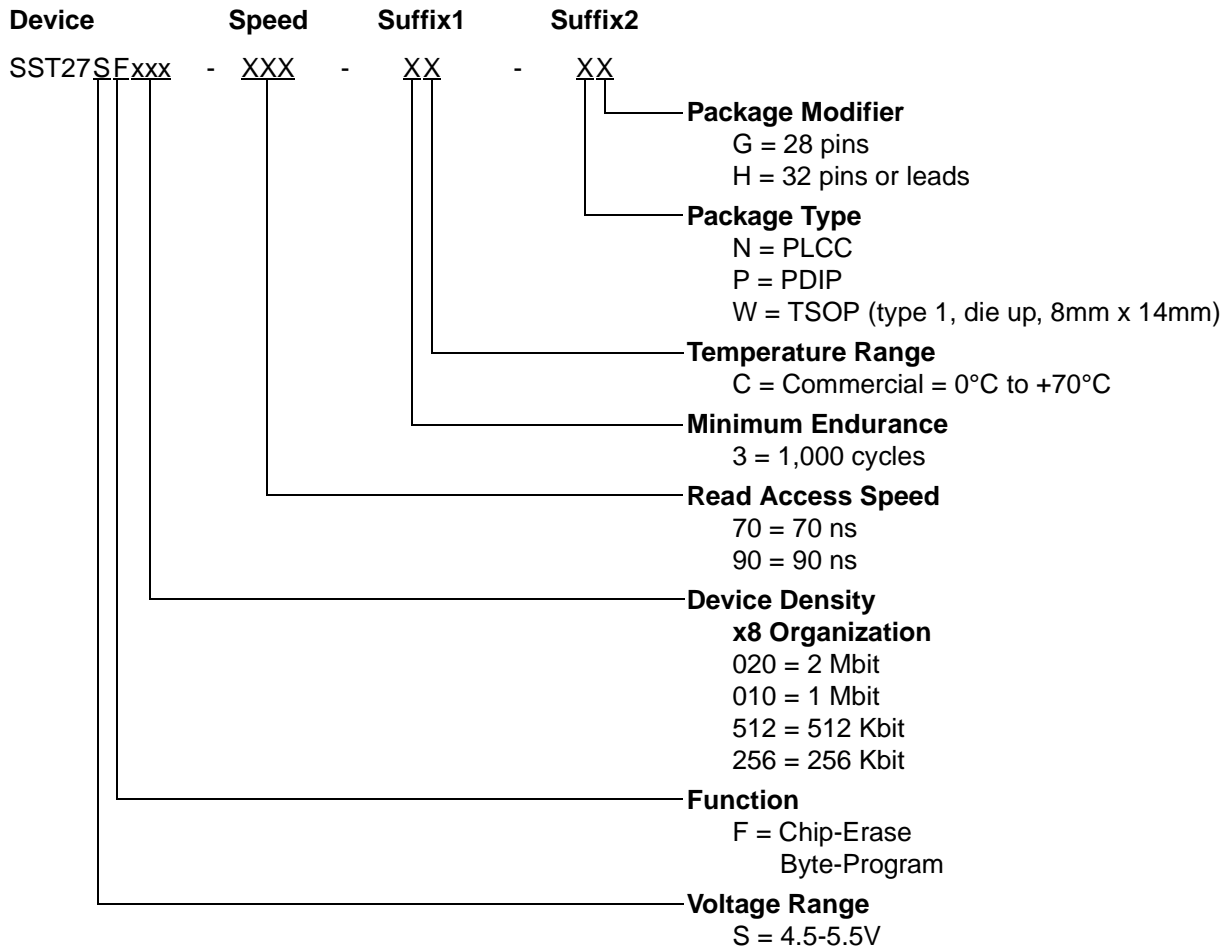 Device Speed Suffix1 Suffix2
SST27SFxxx - XXX - XX - XX
Package Modifier
G = 28 pins
H = 32 pins or leads
Package Type
N = PLCC
P = PDIP
W = TSOP (type 1, die up, 8mm x 14mm)
Temperature Range
C = Commercial = 0°C to +70°C
Minimum Endurance
3 = 1,000 cycles
Read Access Speed
70 = 70 ns
90 = 90 ns
Device Density
x8 Organization
020 = 2 Mbit
010 = 1 Mbit
512 = 512 Kbit
256 = 256 Kbit
Function
F = Chip-Erase
Byte-Program
Voltage Range
S = 4.5-5.5V